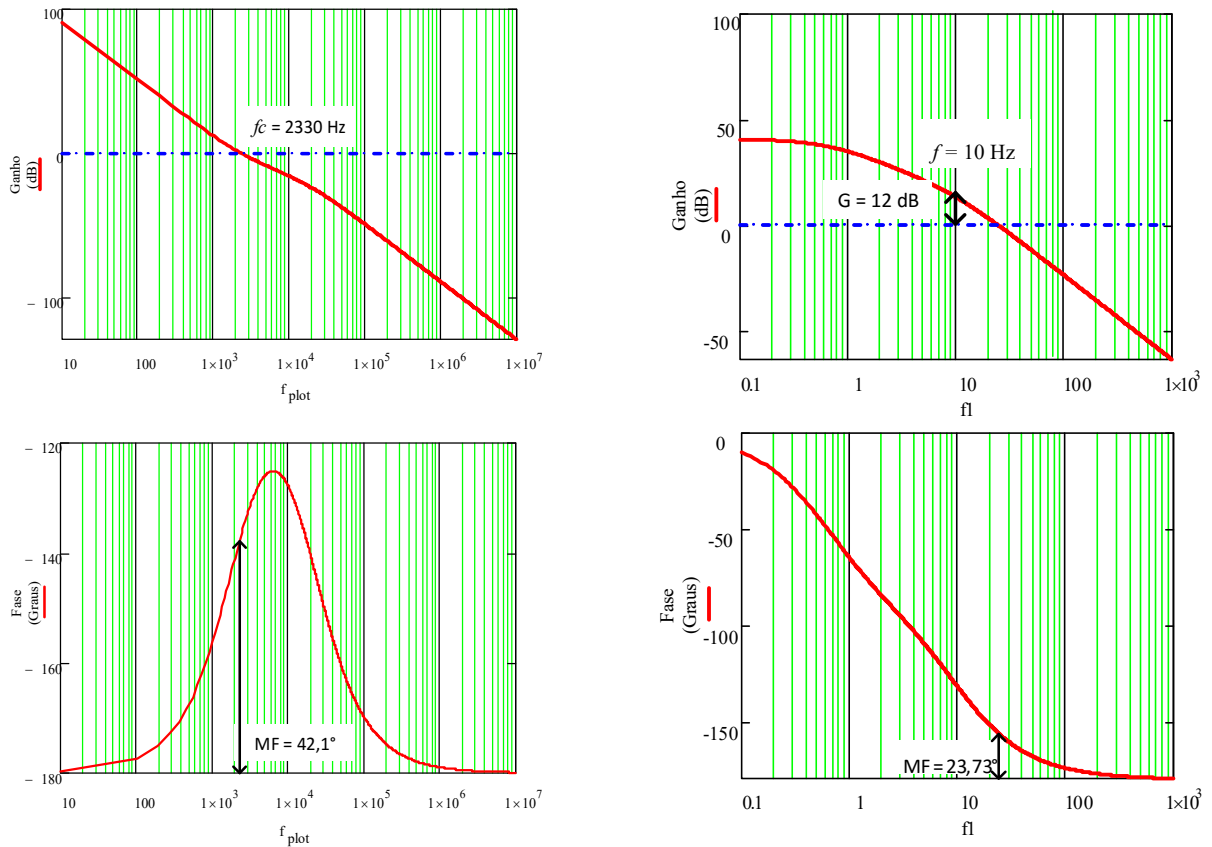 100
0
− 100
Ganho
(dB)
fc = 2330 Hz
10
100
1×10³
1×10⁴
1×10⁵
1×10⁶
1×10⁷
f plot
100
50
0
-50
Ganho
(dB)
f = 10 Hz
G = 12 dB
0.1
1
10
100
1×10³
f1
− 120
− 140
− 160
− 180
Fase
(Graus)
MF = 42,1°
10
100
1×10³
1×10⁴
1×10⁵
1×10⁶
1×10⁷
f plot
0
-50
-100
-150
Fase
(Graus)
MF = 23,73°
0.1
1
10
100
1×10³
f1